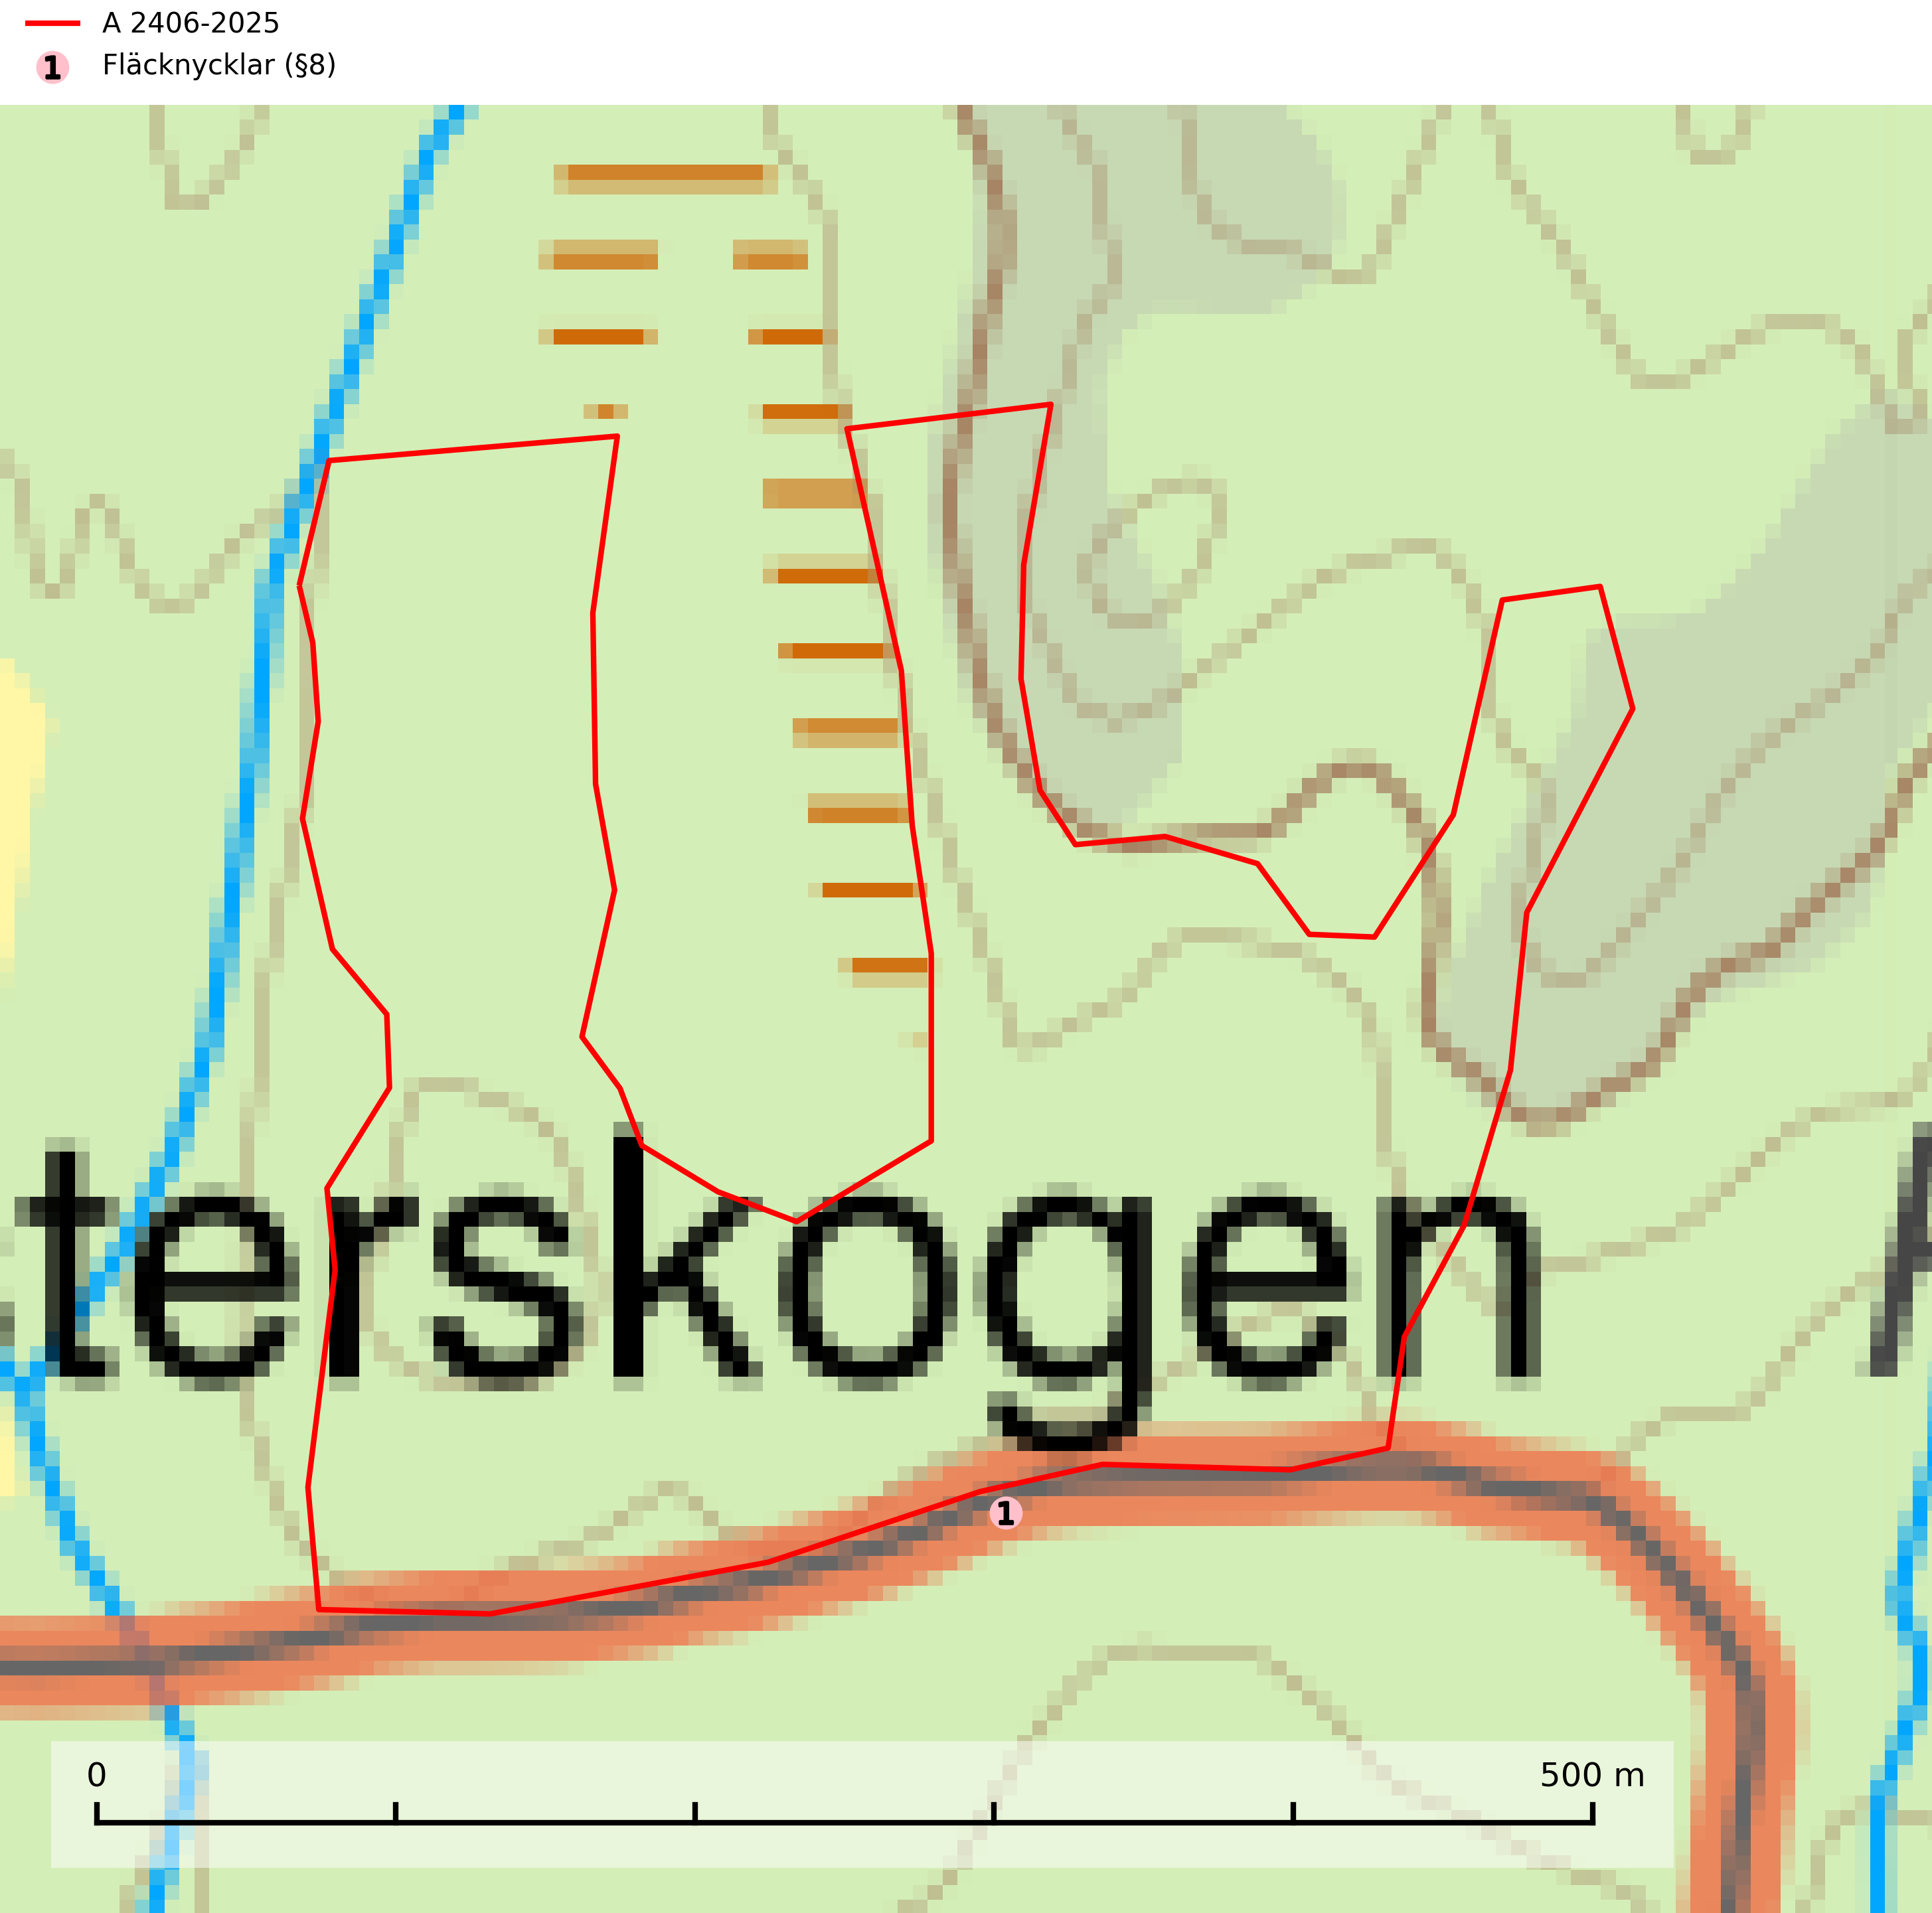 A 2406-2025
1 Fläcknycklar (§8)
terskogen
1
0 500 m